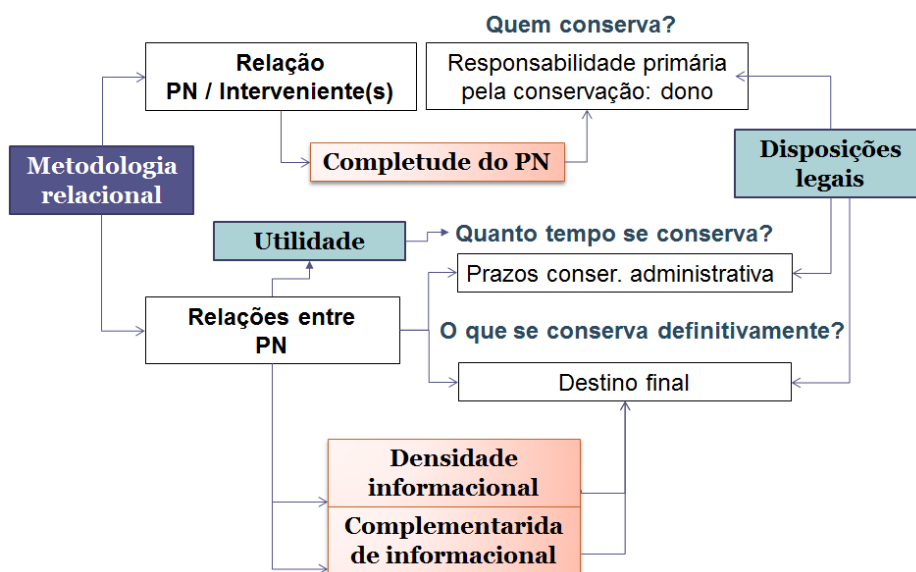 Quem conserva?
Relação
PN / Interveniente(s)
Responsabilidade primária
pela conservação: dono
Metodologia
relacional
Completude do PN
Disposições
legais
Utilidade
Quanto tempo se conserva?
Prazos conser. administrativa
Relações entre
PN
O que se conserva definitivamente?
Destino final
Densidade
informacional
Complementarida
de informacional